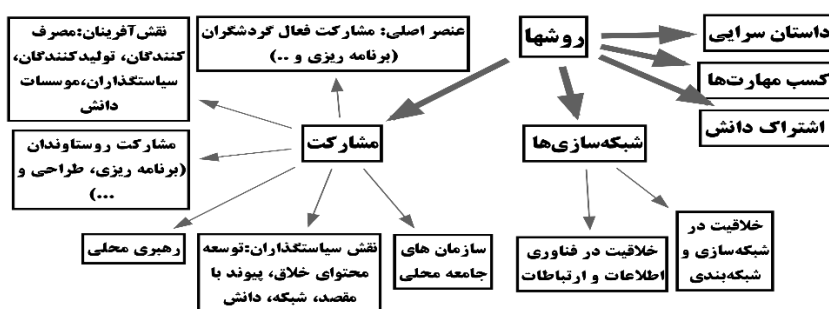 روشها
داستان سرایی
کسب مهارت‌ها
اشتراک دانش
عنصر اصلی: مشارکت فعال گردشگران
(برنامه ریزی و ..)
نقش‌آفرینان:مصرف
کنندگان، تولیدکنندگان،
سیاستگذاران،موسسات
دانش
شبکه‌سازی‌ها
مشارکت
مشارکت روستاوندان
(برنامه ریزی، طراحی و
...)
خلاقیت در
شبکه‌سازی و
شبکه‌بندی
خلاقیت در فناوری
اطلاعات و ارتباطات
سازمان های
جامعه محلی
نقش سیاستگذاران:توسعه
محتوای خلاق، پیوند با
مقصد، شبکه، دانش
رهبری محلی